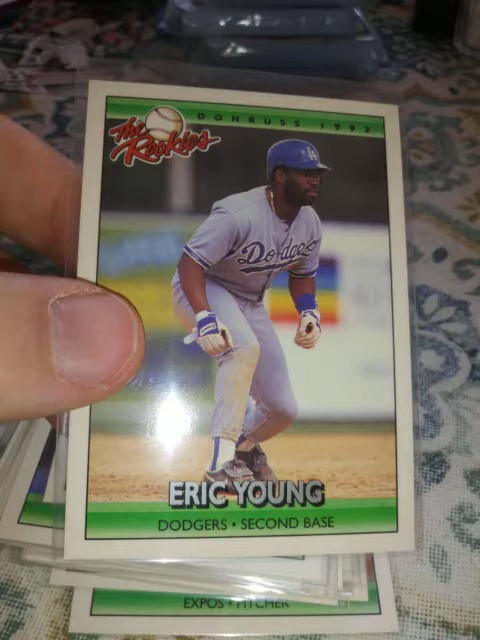 DONRUSS 1992
The
Rookies
LA
Dodgers
ERIC YOUNG
DODGERS • SECOND BASE
EXPOS • PITCHER